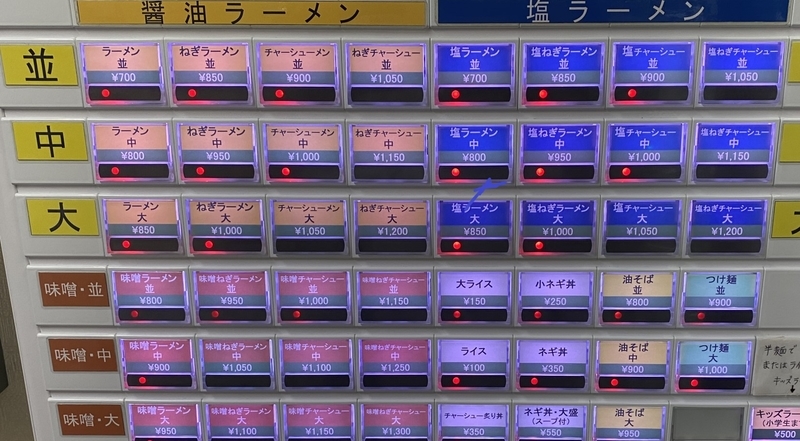 醤油ラーメン
塩ラーメン
並
ラーメン
並
¥700
ねぎラーメン
並
¥850
チャーシューメン
並
¥900
ねぎチャーシュー
並
¥1,050
塩ラーメン
並
¥700
塩ねぎラーメン
並
¥850
塩チャーシュー
並
¥900
塩ねぎチャーシュー
並
¥1,050
中
ラーメン
中
¥800
ねぎラーメン
中
¥950
チャーシューメン
中
¥1,000
ねぎチャーシュー
中
¥1,150
塩ラーメン
中
¥800
塩ねぎラーメン
中
¥950
塩チャーシュー
中
¥1,000
塩ねぎチャーシュー
中
¥1,150
大
ラーメン
大
¥850
ねぎラーメン
大
¥1,000
チャーシューメン
大
¥1,050
ねぎチャーシュー
大
¥1,200
塩ラーメン
大
¥850
塩ねぎラーメン
大
¥1,000
塩チャーシュー
大
¥1,050
塩ねぎチャーシュー
大
¥1,200
味噌・並
味噌ラーメン
並
¥800
味噌ねぎラーメン
並
¥950
味噌チャーシュー
並
¥1,000
味噌ねぎチャーシュー
並
¥1,150
大ライス
¥150
小ネギ丼
¥250
油そば
並
¥800
つけ麺
並
¥900
味噌・中
味噌ラーメン
中
¥900
味噌ねぎラーメン
中
¥1,050
味噌チャーシュー
中
¥1,100
味噌ねぎチャーシュー
中
¥1,250
ライス
¥100
ネギ丼
¥350
油そば
中
¥900
つけ麺
大
¥1,000
半麺で
または
キッズラ
味噌・大
味噌ラーメン
大
¥950
味噌ねぎラーメン
大
¥1,100
味噌チャーシュー
大
¥1,150
味噌ねぎチャーシュー
大
¥1,300
チャーシュー炙り丼
¥350
ネギ丼・大盛
(スープ付)
¥550
油そば
大
¥950
キッズラー
(小学生ま
¥500